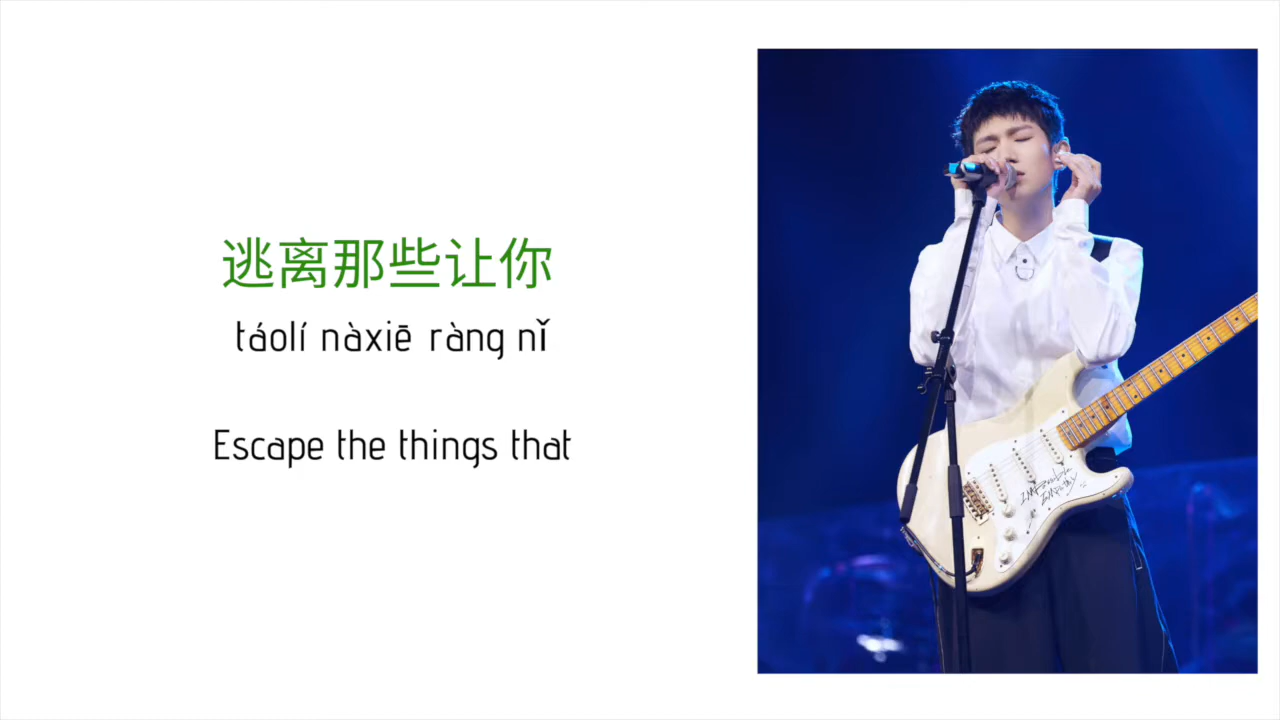 逃离那些让你
táolí nàxiē ràng nǐ
Escape the things that